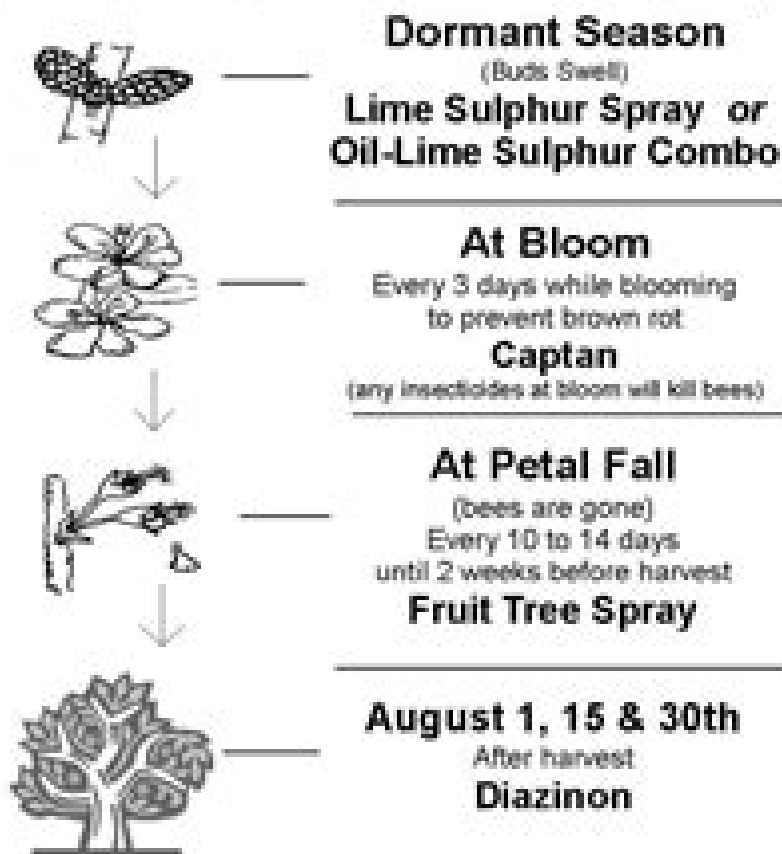 Dormant Season
(Buds Swell)
Lime Sulphur Spray or
Oil-Lime Sulphur Combo
At Bloom
Every 3 days while blooming
to prevent brown rot
Captan
(any insecticides at bloom will kill bees)
At Petal Fall
(bees are gone)
Every 10 to 14 days
until 2 weeks before harvest
Fruit Tree Spray
August 1, 15 & 30th
After harvest
Diazinon